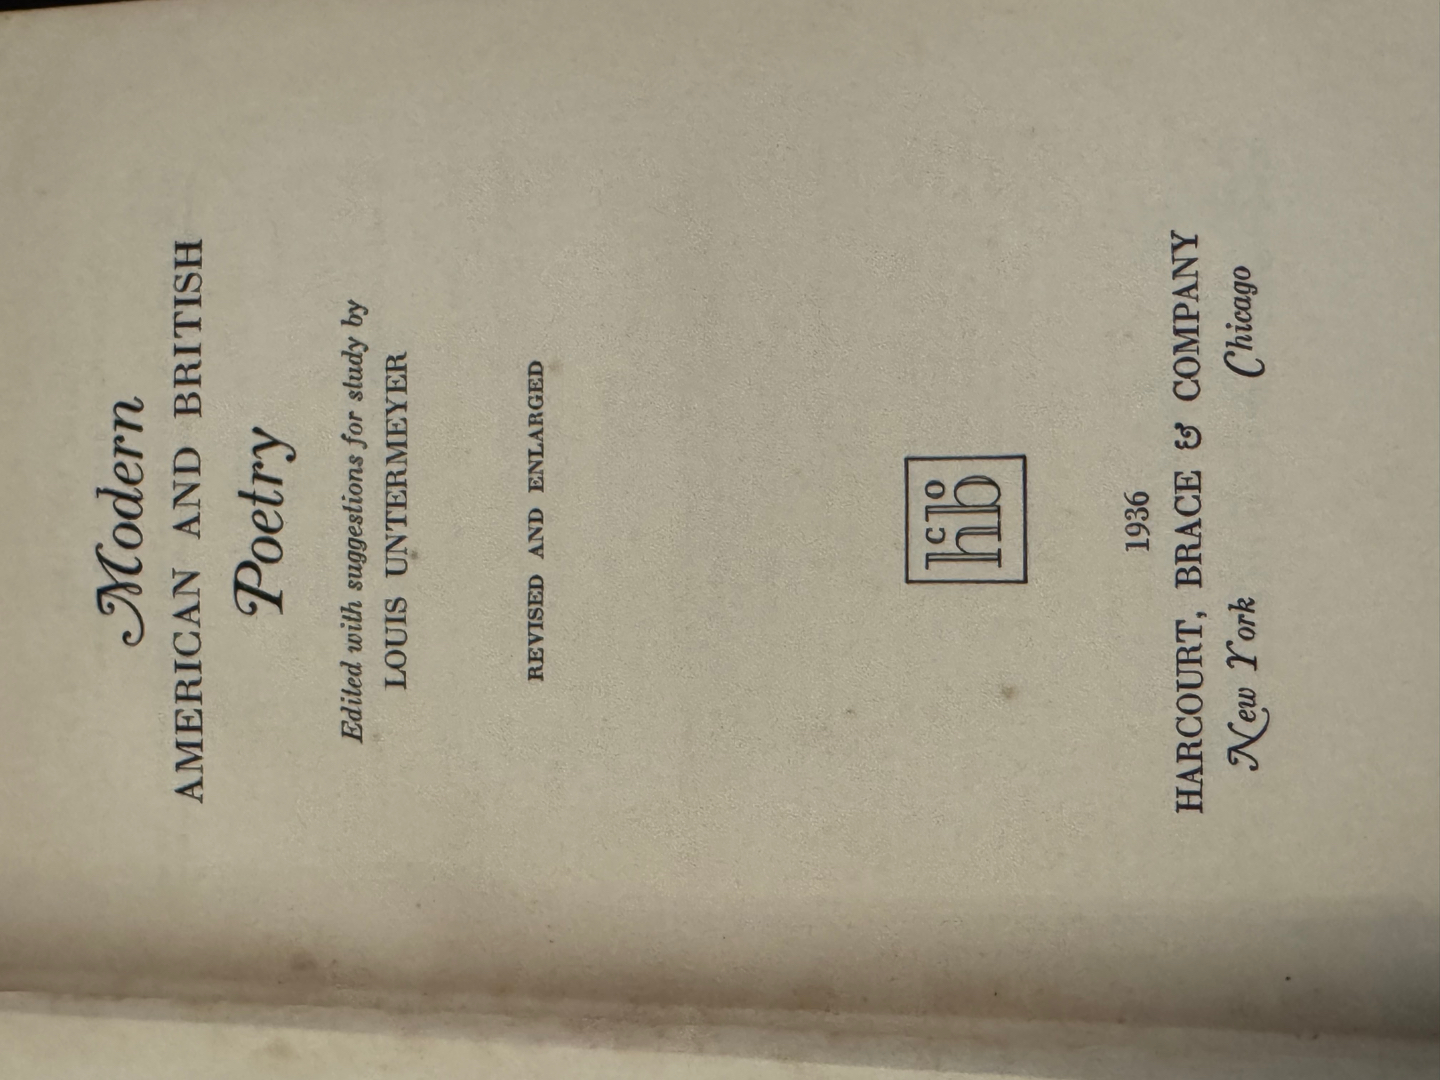 Modern
AMERICAN AND BRITISH
Poetry
Edited with suggestions for study by
LOUIS UNTERMEYER
REVISED AND ENLARGED
hbco
1936
HARCOURT, BRACE & COMPANY
New York Chicago